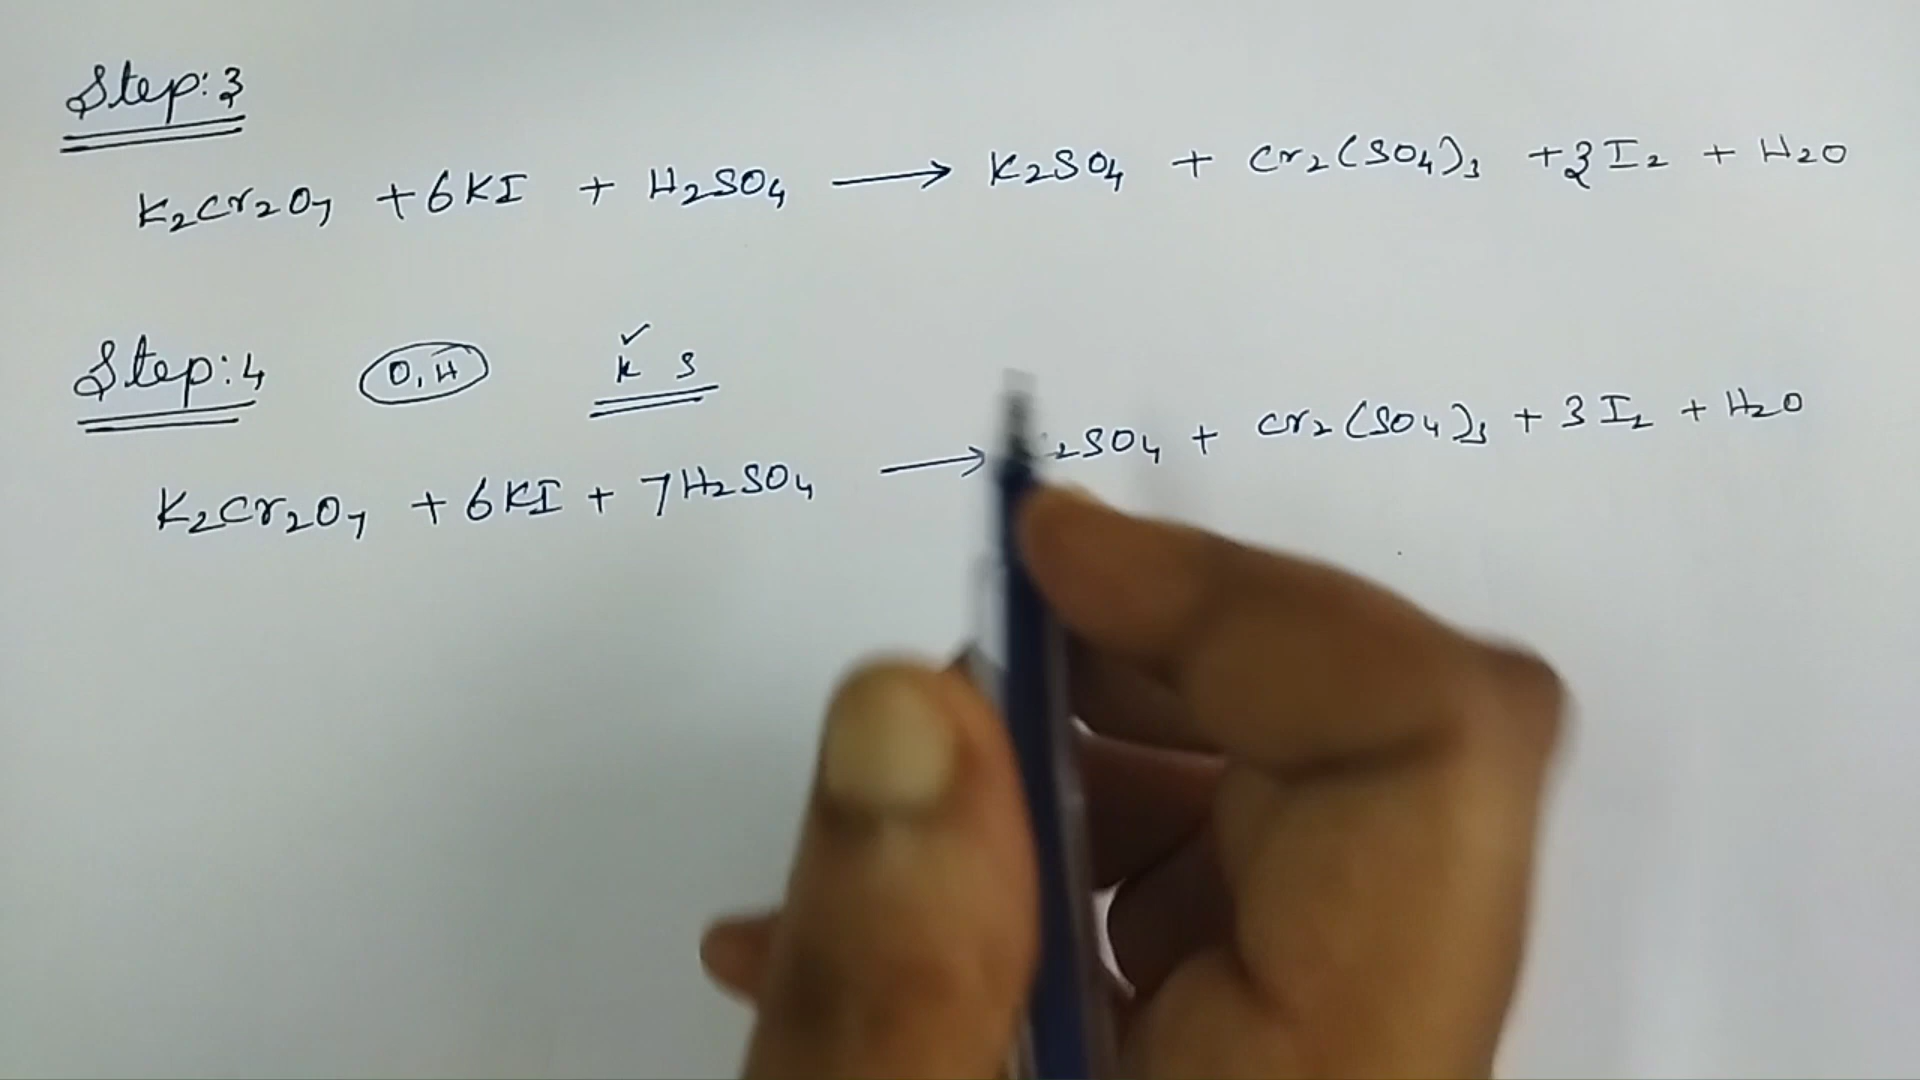 Step: 3
K2Cr2O7 + 6KI + H2SO4 ⟶ K2SO4 + Cr2(SO4)3 + 3I2 + H2O
Step: 4 O, H ✓ K S
K2Cr2O7 + 6KI + 7H2SO4 ⟶ 2SO4 + Cr2(SO4)3 + 3I2 + H2O